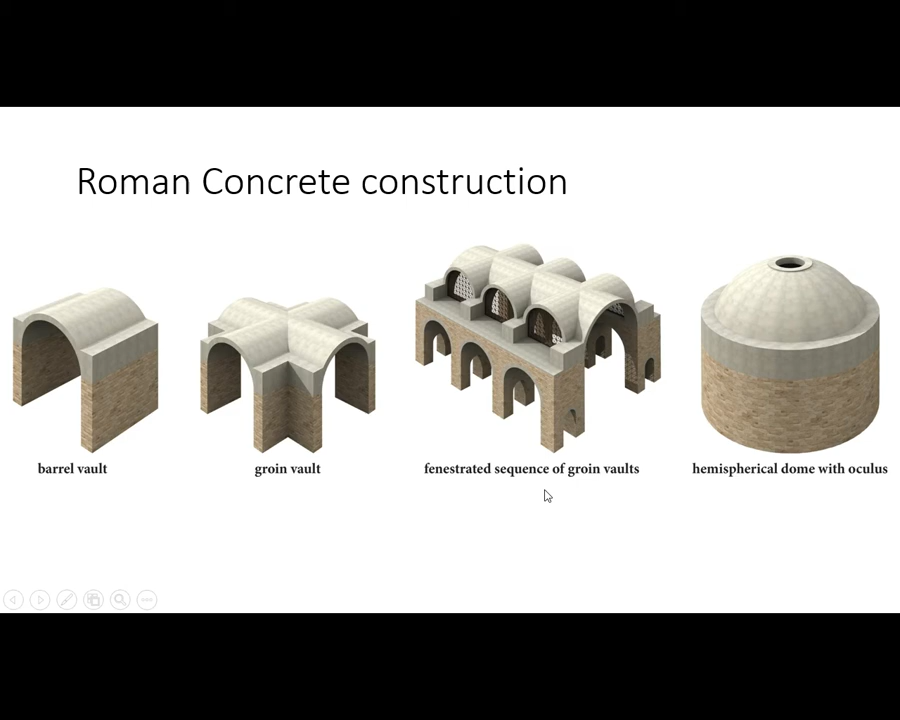 Roman Concrete construction
barrel vault
groin vault
fenestrated sequence of groin vaults
hemispherical dome with oculus